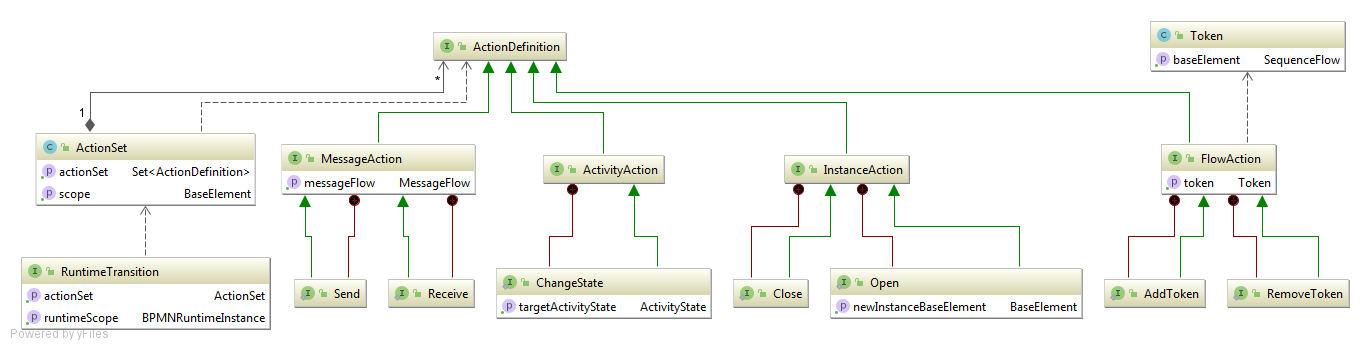 ActionDefinition
Token
baseElement SequenceFlow
*
1
ActionSet
actionSet Set<ActionDefinition>
scope BaseElement
MessageAction
messageFlow MessageFlow
ActivityAction
InstanceAction
FlowAction
token Token
RuntimeTransition
actionSet ActionSet
runtimeScope BPMNRuntimeInstance
Send
Receive
ChangeState
targetActivityState ActivityState
Close
Open
newInstanceBaseElement BaseElement
AddToken
RemoveToken
Powered by yFiles